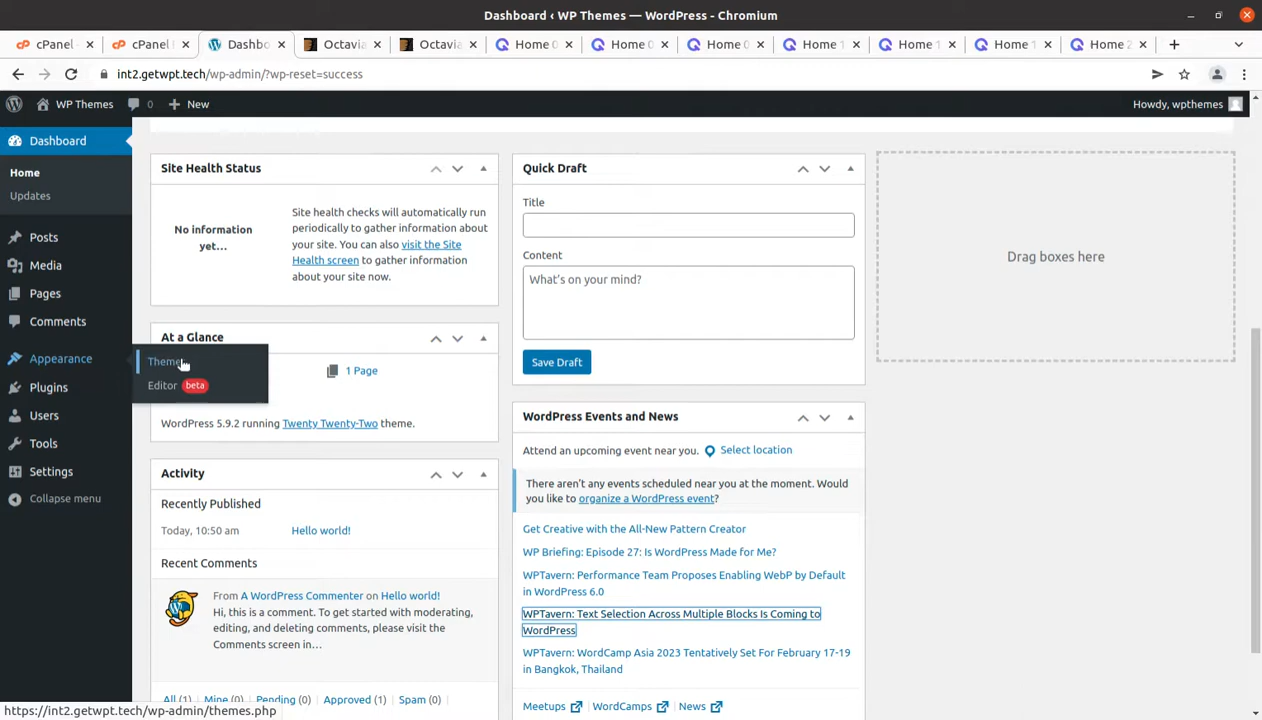 Dashboard ‹ WP Themes — WordPress - Chromium
cPanel
cPanel
Dashbo
Octavia
Octavia
Home 0
Home 0
Home 0
Home 1
Home 1
Home 1
Home 2
int2.getwpt.tech/wp-admin/?wp-reset=success
WP Themes
0
New
Howdy, wpthemes
Dashboard
Home
Updates
Posts
Media
Pages
Comments
Appearance
Plugins
Users
Tools
Settings
Collapse menu
Theme
Editor beta
Site Health Status
No information
yet…
Site health checks will automatically run
periodically to gather information about
your site. You can also visit the Site
Health screen to gather information
about your site now.
At a Glance
1 Page
WordPress 5.9.2 running Twenty Twenty-Two theme.
Activity
Recently Published
Today, 10:50 am
Hello world!
Recent Comments
From A WordPress Commenter on Hello world!
Hi, this is a comment. To get started with moderating,
editing, and deleting comments, please visit the
Comments screen in…
All (1) | Mine (0) | Pending (0) | Approved (1) | Spam (0) |
Quick Draft
Title
Content
What's on your mind?
Save Draft
WordPress Events and News
Attend an upcoming event near you.
Select location
There aren't any events scheduled near you at the moment. Would
you like to organize a WordPress event?
Get Creative with the All-New Pattern Creator
WP Briefing: Episode 27: Is WordPress Made for Me?
WPTavern: Performance Team Proposes Enabling WebP by Default
in WordPress 6.0
WPTavern: Text Selection Across Multiple Blocks Is Coming to
WordPress
WPTavern: WordCamp Asia 2023 Tentatively Set For February 17-19
in Bangkok, Thailand
Meetups | WordCamps | News
Drag boxes here
https://int2.getwpt.tech/wp-admin/themes.php